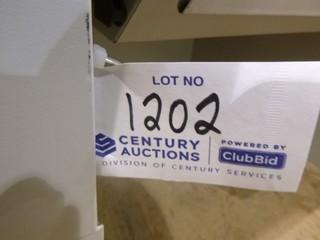 LOT NO
1202
CENTURY AUCTIONS
DIVISION OF CENTURY SERVICES
POWERED BY
ClubBid